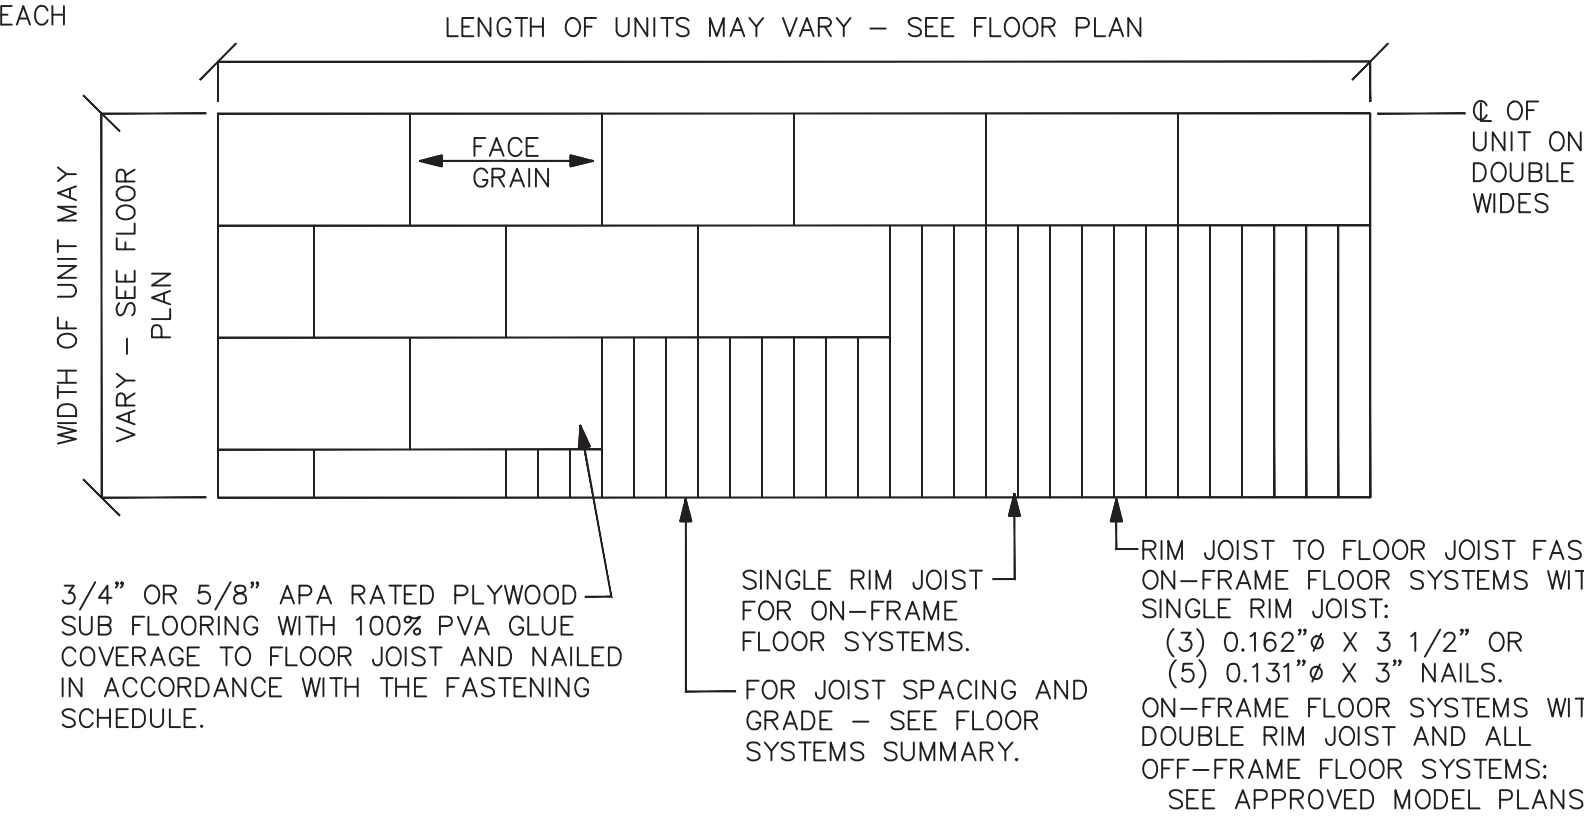 EACH
LENGTH OF UNITS MAY VARY – SEE FLOOR PLAN
℄ OF
UNIT ON
DOUBLE
WIDES
FACE
GRAIN
WIDTH OF UNIT MAY
VARY – SEE FLOOR
PLAN
3/4" OR 5/8" APA RATED PLYWOOD
SUB FLOORING WITH 100% PVA GLUE
COVERAGE TO FLOOR JOIST AND NAILED
IN ACCORDANCE WITH THE FASTENING
SCHEDULE.
SINGLE RIM JOIST
FOR ON–FRAME
FLOOR SYSTEMS.
FOR JOIST SPACING AND
GRADE – SEE FLOOR
SYSTEMS SUMMARY.
RIM JOIST TO FLOOR JOIST FAS
ON–FRAME FLOOR SYSTEMS WIT
SINGLE RIM JOIST:
(3) 0.162"ø X 3 1/2" OR
(5) 0.131"ø X 3" NAILS.
ON–FRAME FLOOR SYSTEMS WIT
DOUBLE RIM JOIST AND ALL
OFF–FRAME FLOOR SYSTEMS:
SEE APPROVED MODEL PLANS